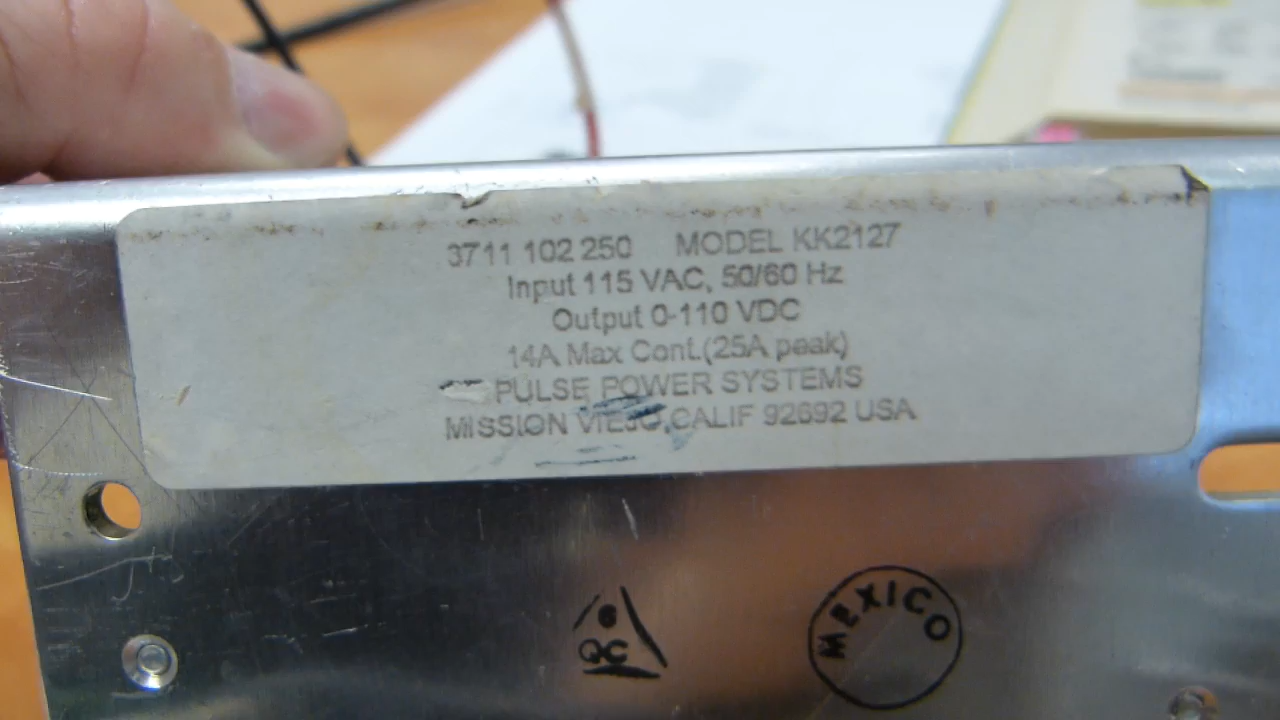 3711 102 250 MODEL KK2127
Input 115 VAC, 50/60 Hz
Output 0-110 VDC
14A Max Cont.(25A peak)
PULSE POWER SYSTEMS
MISSION VIEJO,CALIF 92692 USA
QC
MEXICO